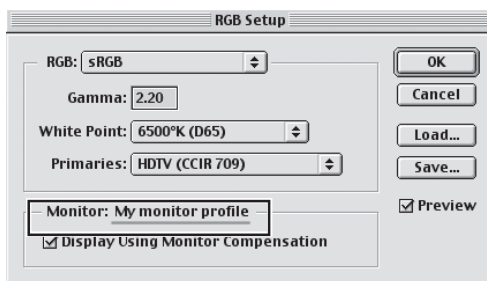 RGB Setup
RGB: sRGB
OK
Gamma: 2.20
Cancel
White Point: 6500°K (D65)
Load...
Primaries: HDTV (CCIR 709)
Save...
Preview
Monitor: My monitor profile
Display Using Monitor Compensation